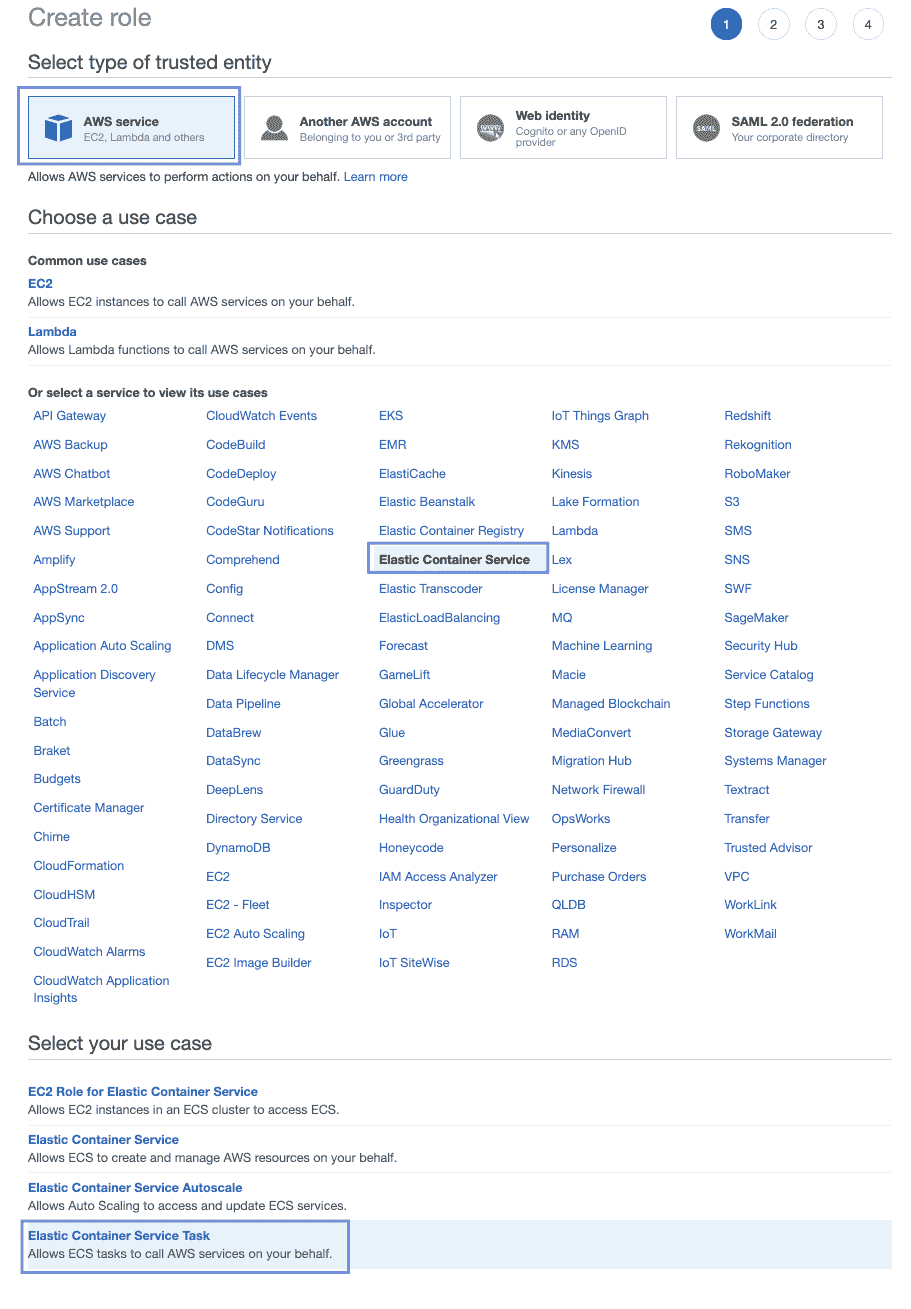 Create role
1 2 3 4
Select type of trusted entity
AWS service
EC2, Lambda and others
Another AWS account
Belonging to you or 3rd party
Web identity
Cognito or any OpenID
provider
SAML
SAML 2.0 federation
Your corporate directory
Allows AWS services to perform actions on your behalf. Learn more
Choose a use case
Common use cases
EC2
Allows EC2 instances to call AWS services on your behalf.
Lambda
Allows Lambda functions to call AWS services on your behalf.
Or select a service to view its use cases
API Gateway
AWS Backup
AWS Chatbot
AWS Marketplace
AWS Support
Amplify
AppStream 2.0
AppSync
Application Auto Scaling
Application Discovery
Service
Batch
Braket
Budgets
Certificate Manager
Chime
CloudFormation
CloudHSM
CloudTrail
CloudWatch Alarms
CloudWatch Application
Insights
CloudWatch Events
CodeBuild
CodeDeploy
CodeGuru
CodeStar Notifications
Comprehend
Config
Connect
DMS
Data Lifecycle Manager
Data Pipeline
DataBrew
DataSync
DeepLens
Directory Service
DynamoDB
EC2
EC2 - Fleet
EC2 Auto Scaling
EC2 Image Builder
EKS
EMR
ElastiCache
Elastic Beanstalk
Elastic Container Registry
Elastic Container Service
Elastic Transcoder
ElasticLoadBalancing
Forecast
GameLift
Global Accelerator
Glue
Greengrass
GuardDuty
Health Organizational View
Honeycode
IAM Access Analyzer
Inspector
IoT
IoT SiteWise
IoT Things Graph
KMS
Kinesis
Lake Formation
Lambda
Lex
License Manager
MQ
Machine Learning
Macie
Managed Blockchain
MediaConvert
Migration Hub
Network Firewall
OpsWorks
Personalize
Purchase Orders
QLDB
RAM
RDS
Redshift
Rekognition
RoboMaker
S3
SMS
SNS
SWF
SageMaker
Security Hub
Service Catalog
Step Functions
Storage Gateway
Systems Manager
Textract
Transfer
Trusted Advisor
VPC
WorkLink
WorkMail
Select your use case
EC2 Role for Elastic Container Service
Allows EC2 instances in an ECS cluster to access ECS.
Elastic Container Service
Allows ECS to create and manage AWS resources on your behalf.
Elastic Container Service Autoscale
Allows Auto Scaling to access and update ECS services.
Elastic Container Service Task
Allows ECS tasks to call AWS services on your behalf.